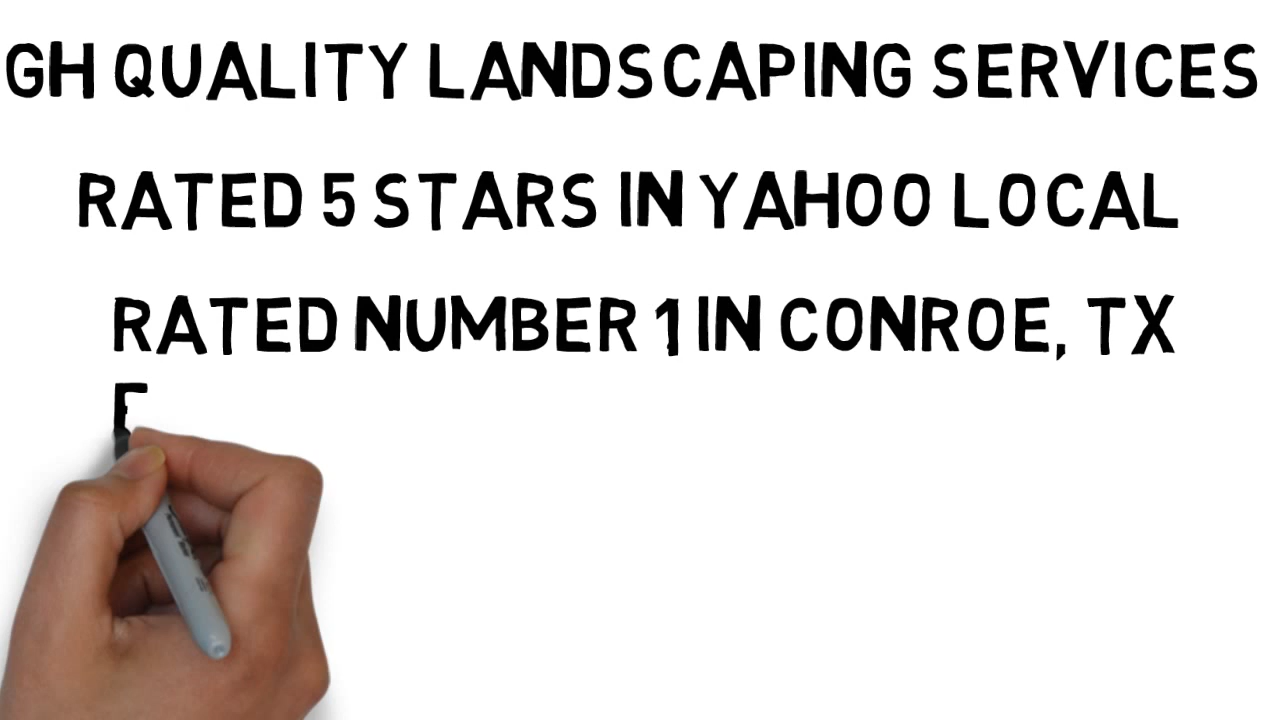 GH QUALITY LANDSCAPING SERVICES
RATED 5 STARS IN YAHOO LOCAL
RATED NUMBER 1 IN CONROE, TX